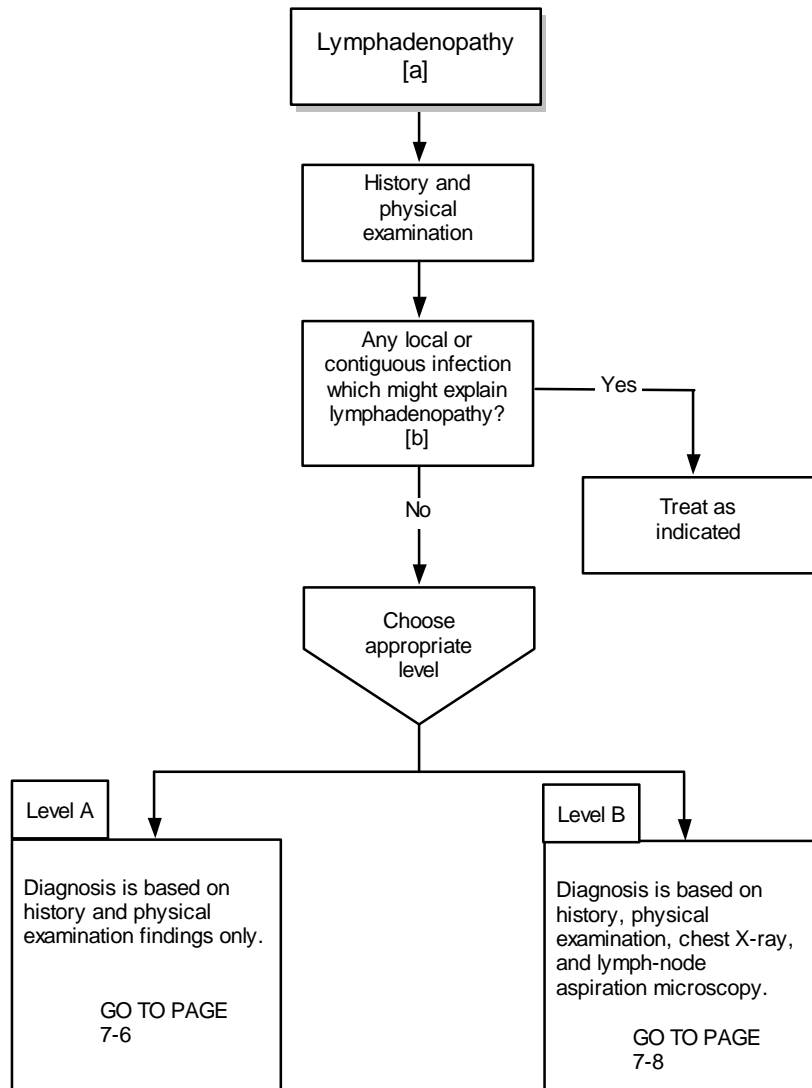 Lymphadenopathy
[a]
History and
physical
examination
Any local or
contiguous infection
which might explain
lymphadenopathy?
[b]
Yes
Treat as
indicated
No
Choose
appropriate
level
Level A
Diagnosis is based on
history and physical
examination findings only.
GO TO PAGE
7-6
Level B
Diagnosis is based on
history, physical
examination, chest X-ray,
and lymph-node
aspiration microscopy.
GO TO PAGE
7-8